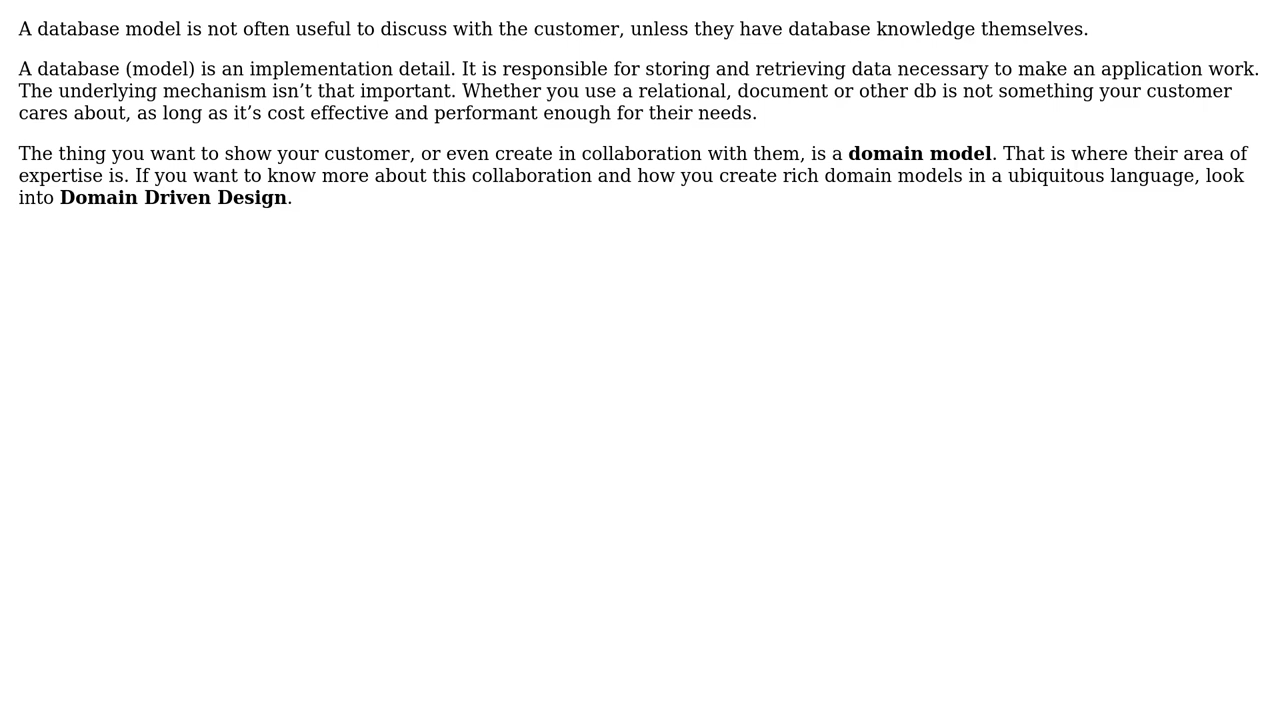 A database model is not often useful to discuss with the customer, unless they have database knowledge themselves.
A database (model) is an implementation detail. It is responsible for storing and retrieving data necessary to make an application work.
The underlying mechanism isn’t that important. Whether you use a relational, document or other db is not something your customer
cares about, as long as it’s cost effective and performant enough for their needs.
The thing you want to show your customer, or even create in collaboration with them, is a domain model. That is where their area of
expertise is. If you want to know more about this collaboration and how you create rich domain models in a ubiquitous language, look
into Domain Driven Design.